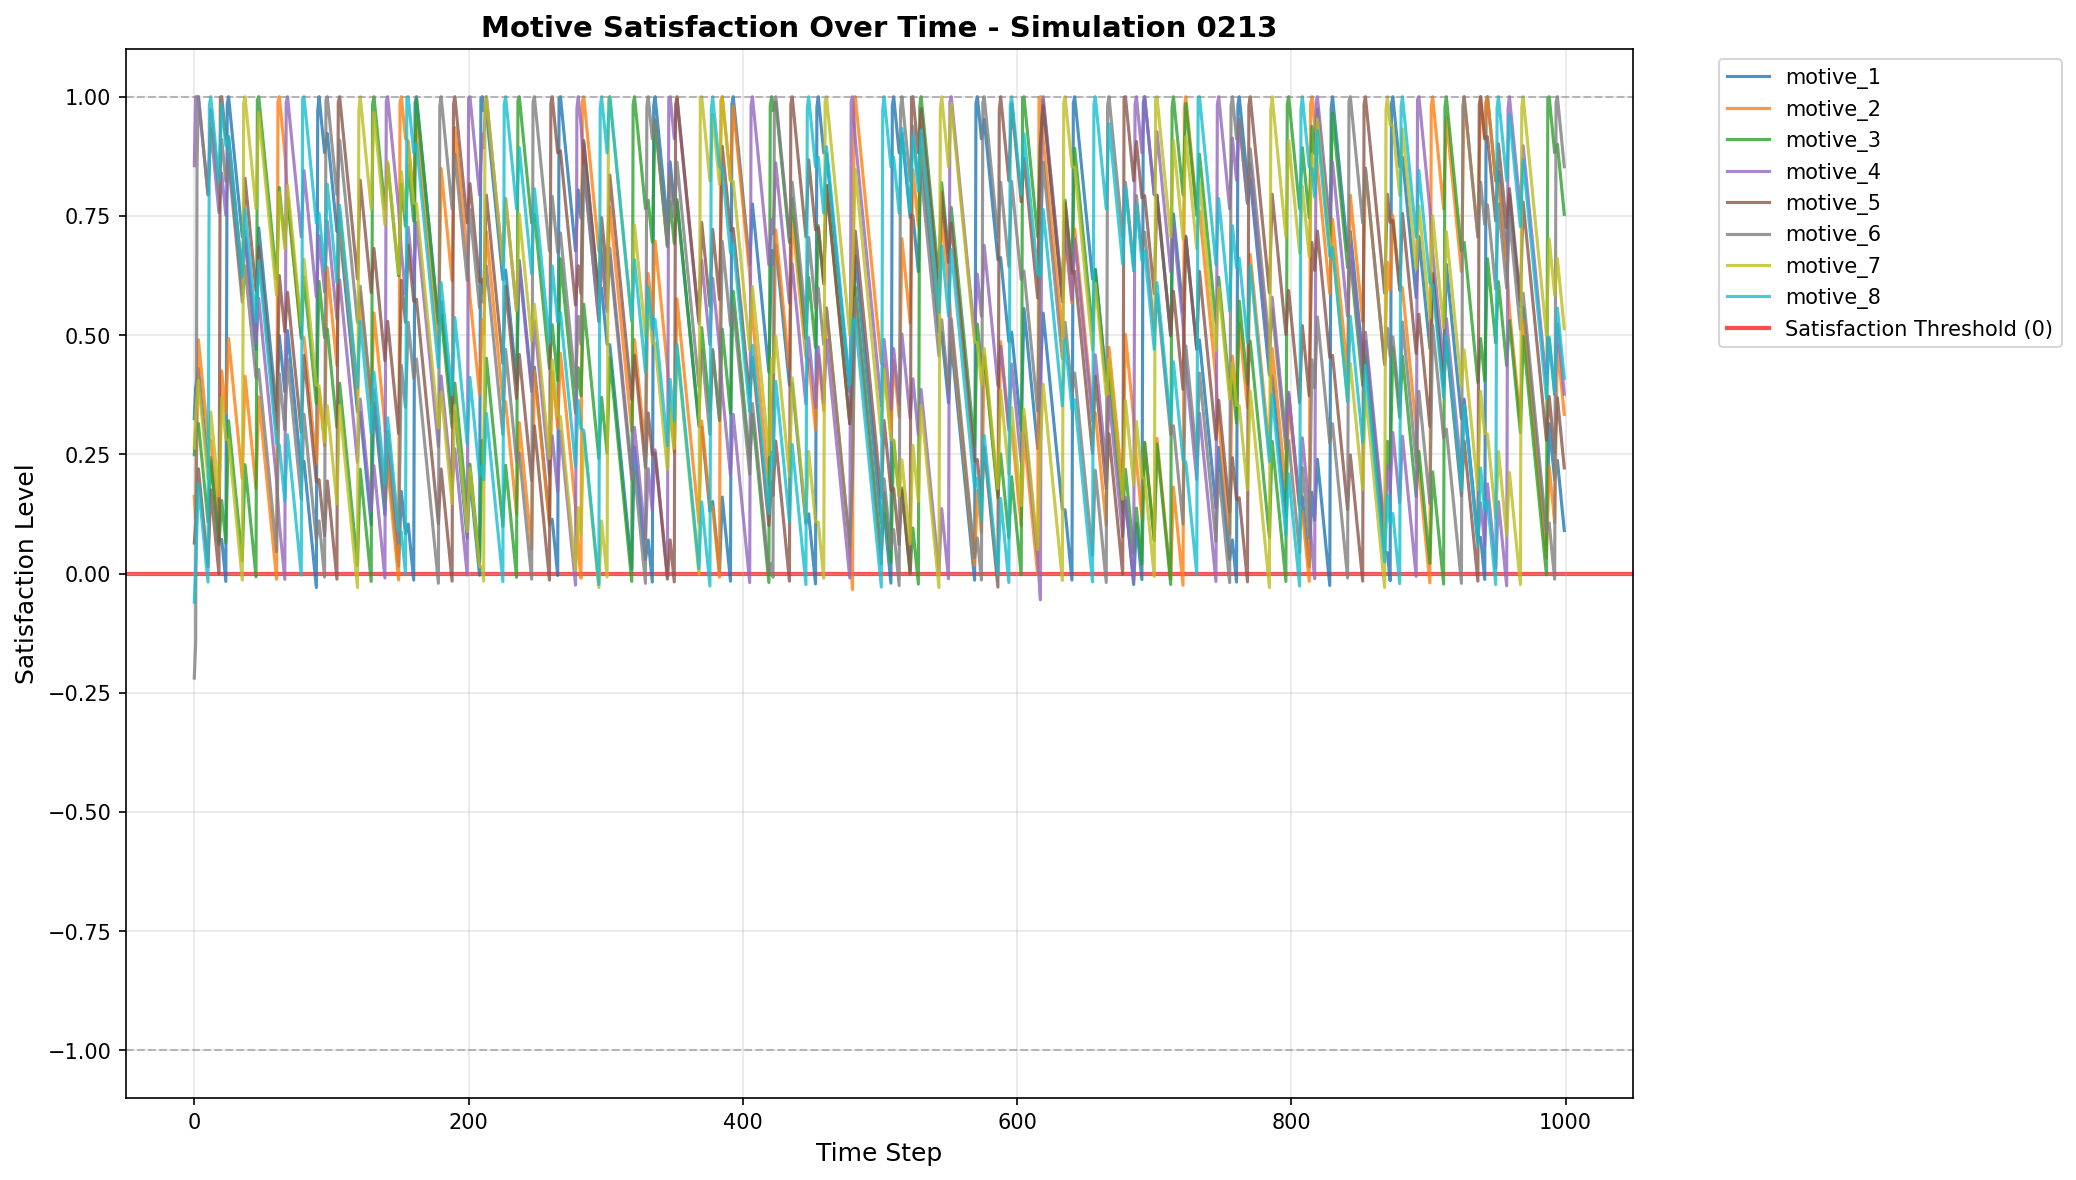 Motive Satisfaction Over Time - Simulation 0213
motive_1
motive_2
motive_3
motive_4
motive_5
motive_6
motive_7
motive_8
Satisfaction Threshold (0)
Satisfaction Level
1.00
0.75
0.50
0.25
0.00
−0.25
−0.50
−0.75
−1.00
0
200
400
600
800
1000
Time Step